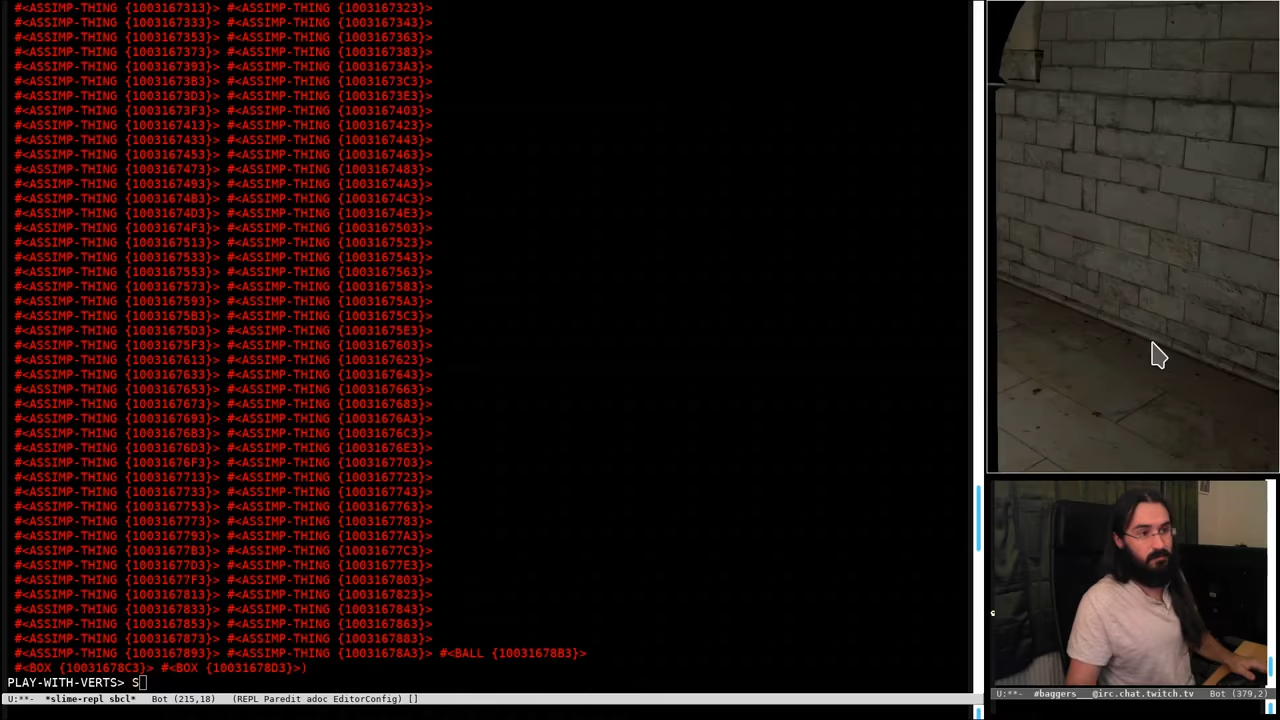 #<ASSIMP-THING {1003167313}> #<ASSIMP-THING {1003167323}>
#<ASSIMP-THING {1003167333}> #<ASSIMP-THING {1003167343}>
#<ASSIMP-THING {1003167353}> #<ASSIMP-THING {1003167363}>
#<ASSIMP-THING {1003167373}> #<ASSIMP-THING {1003167383}>
#<ASSIMP-THING {1003167393}> #<ASSIMP-THING {10031673A3}>
#<ASSIMP-THING {10031673B3}> #<ASSIMP-THING {10031673C3}>
#<ASSIMP-THING {10031673D3}> #<ASSIMP-THING {10031673E3}>
#<ASSIMP-THING {10031673F3}> #<ASSIMP-THING {1003167403}>
#<ASSIMP-THING {1003167413}> #<ASSIMP-THING {1003167423}>
#<ASSIMP-THING {1003167433}> #<ASSIMP-THING {1003167443}>
#<ASSIMP-THING {1003167453}> #<ASSIMP-THING {1003167463}>
#<ASSIMP-THING {1003167473}> #<ASSIMP-THING {1003167483}>
#<ASSIMP-THING {1003167493}> #<ASSIMP-THING {10031674A3}>
#<ASSIMP-THING {10031674B3}> #<ASSIMP-THING {10031674C3}>
#<ASSIMP-THING {10031674D3}> #<ASSIMP-THING {10031674E3}>
#<ASSIMP-THING {10031674F3}> #<ASSIMP-THING {1003167503}>
#<ASSIMP-THING {1003167513}> #<ASSIMP-THING {1003167523}>
#<ASSIMP-THING {1003167533}> #<ASSIMP-THING {1003167543}>
#<ASSIMP-THING {1003167553}> #<ASSIMP-THING {1003167563}>
#<ASSIMP-THING {1003167573}> #<ASSIMP-THING {1003167583}>
#<ASSIMP-THING {1003167593}> #<ASSIMP-THING {10031675A3}>
#<ASSIMP-THING {10031675B3}> #<ASSIMP-THING {10031675C3}>
#<ASSIMP-THING {10031675D3}> #<ASSIMP-THING {10031675E3}>
#<ASSIMP-THING {10031675F3}> #<ASSIMP-THING {1003167603}>
#<ASSIMP-THING {1003167613}> #<ASSIMP-THING {1003167623}>
#<ASSIMP-THING {1003167633}> #<ASSIMP-THING {1003167643}>
#<ASSIMP-THING {1003167653}> #<ASSIMP-THING {1003167663}>
#<ASSIMP-THING {1003167673}> #<ASSIMP-THING {1003167683}>
#<ASSIMP-THING {1003167693}> #<ASSIMP-THING {10031676A3}>
#<ASSIMP-THING {10031676B3}> #<ASSIMP-THING {10031676C3}>
#<ASSIMP-THING {10031676D3}> #<ASSIMP-THING {10031676E3}>
#<ASSIMP-THING {10031676F3}> #<ASSIMP-THING {1003167703}>
#<ASSIMP-THING {1003167713}> #<ASSIMP-THING {1003167723}>
#<ASSIMP-THING {1003167733}> #<ASSIMP-THING {1003167743}>
#<ASSIMP-THING {1003167753}> #<ASSIMP-THING {1003167763}>
#<ASSIMP-THING {1003167773}> #<ASSIMP-THING {1003167783}>
#<ASSIMP-THING {1003167793}> #<ASSIMP-THING {10031677A3}>
#<ASSIMP-THING {10031677B3}> #<ASSIMP-THING {10031677C3}>
#<ASSIMP-THING {10031677D3}> #<ASSIMP-THING {10031677E3}>
#<ASSIMP-THING {10031677F3}> #<ASSIMP-THING {1003167803}>
#<ASSIMP-THING {1003167813}> #<ASSIMP-THING {1003167823}>
#<ASSIMP-THING {1003167833}> #<ASSIMP-THING {1003167843}>
#<ASSIMP-THING {1003167853}> #<ASSIMP-THING {1003167863}>
#<ASSIMP-THING {1003167873}> #<ASSIMP-THING {1003167883}>
#<ASSIMP-THING {1003167893}> #<ASSIMP-THING {10031678A3}> #<BALL {10031678B3}>
#<BOX {10031678C3}> #<BOX {10031678D3}>)
PLAY-WITH-VERTS> S
U:**- *slime-repl sbcl* Bot (215,18) (REPL Paredit adoc EditorConfig) []
U:**- #baggers __@irc.chat.twitch.tv Bot (379,2)